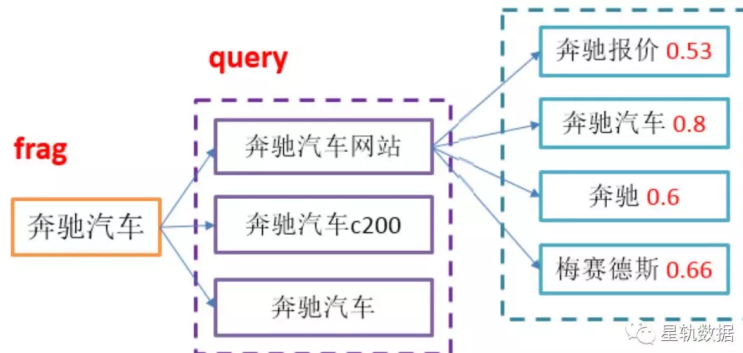 query
frag
奔驰汽车
奔驰汽车网站
奔驰汽车c200
奔驰汽车
奔驰报价 0.53
奔驰汽车 0.8
奔驰 0.6
梅赛德斯 0.66
星轨数据